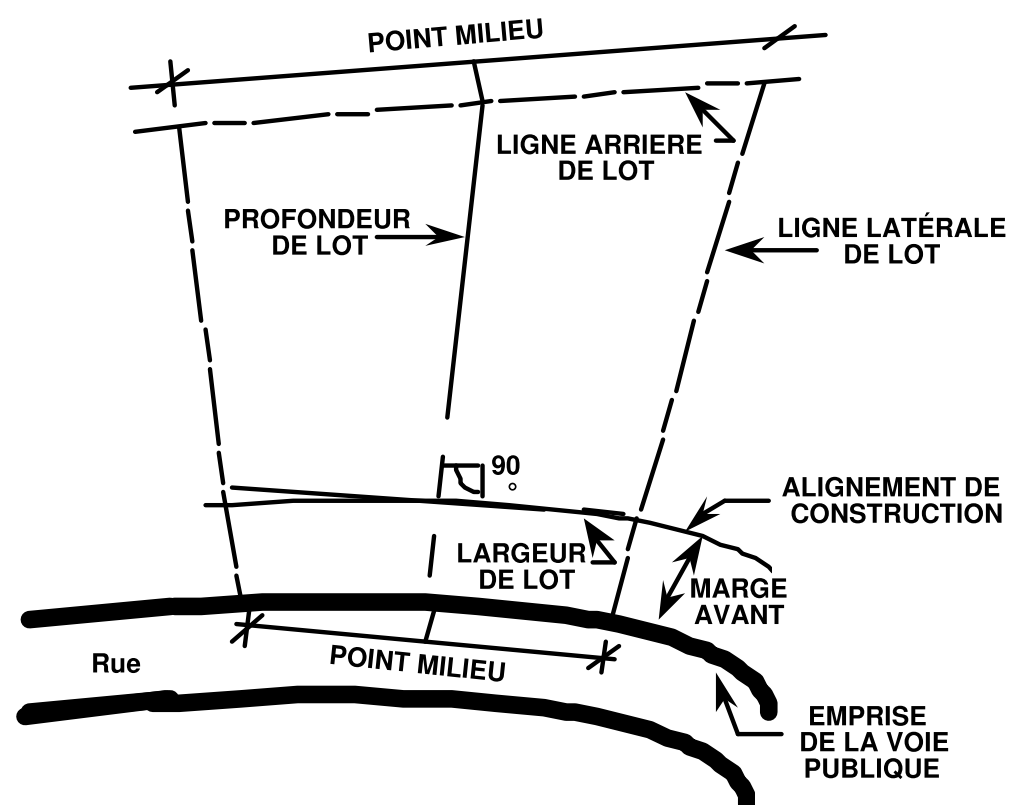 POINT MILIEU
LIGNE ARRIERE
DE LOT
PROFONDEUR
DE LOT
LIGNE LATÉRALE
DE LOT
90
°
ALIGNEMENT DE
CONSTRUCTION
LARGEUR
DE LOT
MARGE
AVANT
POINT MILIEU
Rue
EMPRISE
DE LA VOIE
PUBLIQUE